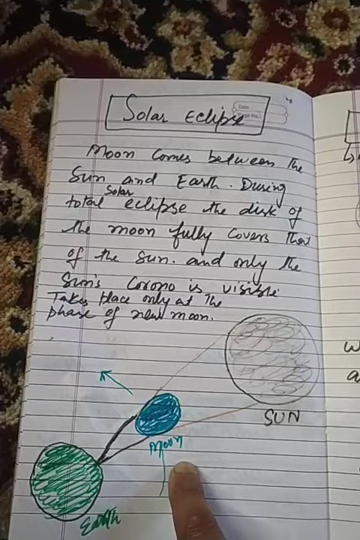 Solar Eclipse
Moon Comes between the
Sun and Earth. During
total solar eclipse the disk of
the moon fully covers that
of the sun. and only the
Sun's Corono is visible
Takes place only at the
phase of new moon.
SUN
Moon
Earth